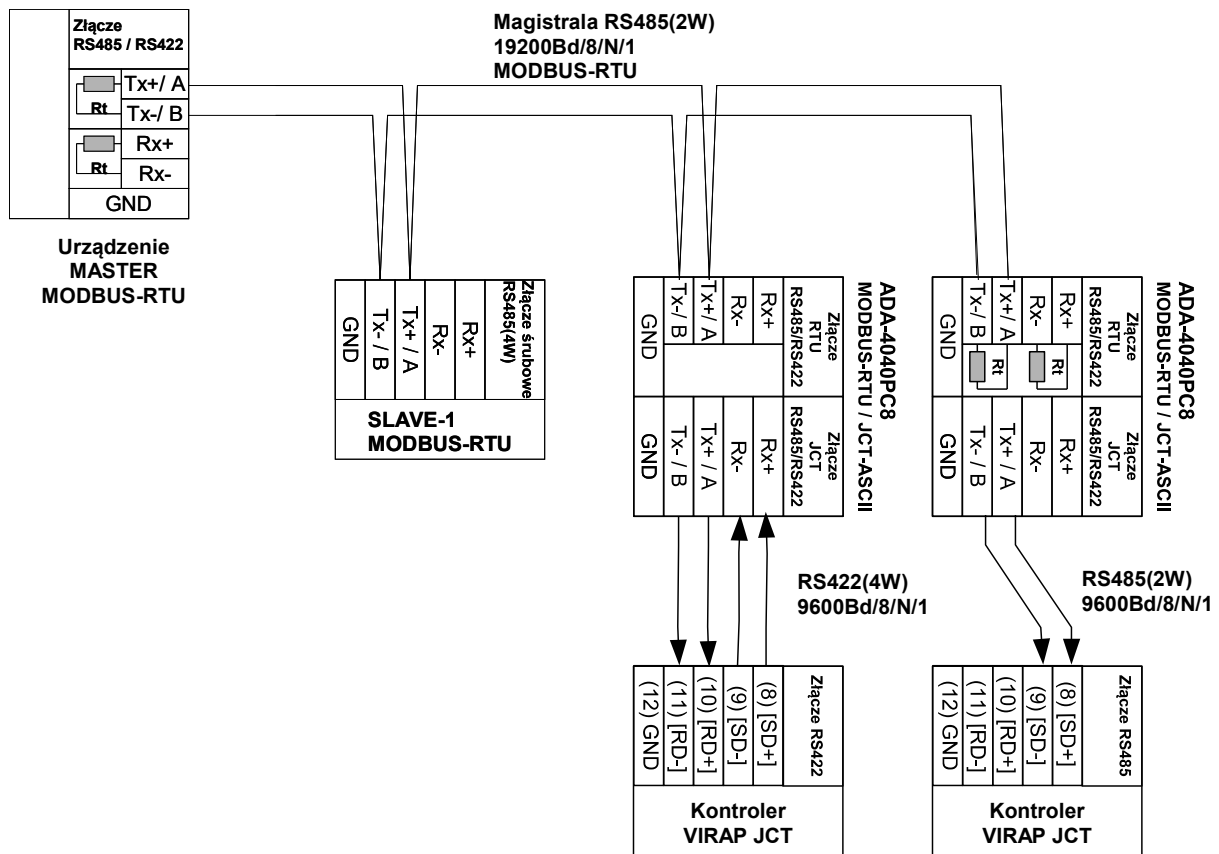 Złącze
RS485 / RS422
Tx+/ A
Tx-/ B
Rx+
Rx-
GND
Rt
Rt
Urządzenie
MASTER
MODBUS-RTU
Magistrala RS485(2W)
19200Bd/8/N/1
MODBUS-RTU
Złącze śrubowe
RS485(4W)
Rx+
Rx-
Tx+ / A
Tx- / B
GND
SLAVE-1
MODBUS-RTU
ADA-4040PC8
MODBUS-RTU / JCT-ASCII
Złącze
RTU
RS485/RS422
Rx+
Rx-
Tx+/ A
Tx-/ B
GND
Złącze
JCT
RS485/RS422
Rx+
Rx-
Tx+ / A
Tx- / B
GND
RS422(4W)
9600Bd/8/N/1
Złącze RS422
(8) [SD+]
(9) [SD-]
(10) [RD+]
(11) [RD-]
(12) GND
Kontroler
VIRAP JCT
ADA-4040PC8
MODBUS-RTU / JCT-ASCII
Złącze
RTU
RS485/RS422
Rx+
Rx-
Tx+/ A
Tx-/ B
GND
Rt
Rt
Złącze
JCT
RS485/RS422
Rx+
Rx-
Tx+ / A
Tx- / B
GND
RS485(2W)
9600Bd/8/N/1
Złącze RS485
(8) [SD+]
(9) [SD-]
(10) [RD+]
(11) [RD-]
(12) GND
Kontroler
VIRAP JCT